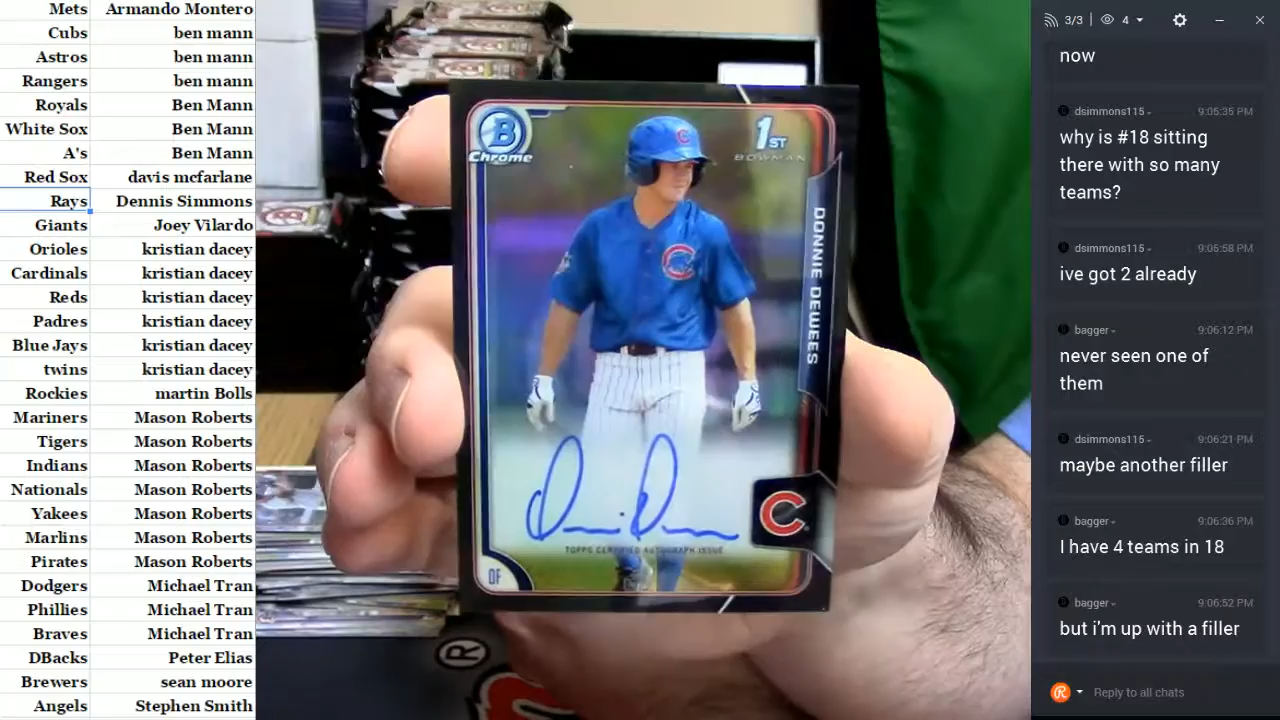 Mets Armando Montero
Cubs ben mann
Astros ben mann
Rangers ben mann
Royals Ben Mann
White Sox Ben Mann
A's Ben Mann
Red Sox davis mcfarlane
Rays Dennis Simmons
Giants Joey Vilardo
Orioles kristian dacey
Cardinals kristian dacey
Reds kristian dacey
Padres kristian dacey
Blue Jays kristian dacey
twins kristian dacey
Rockies martin Bolls
Mariners Mason Roberts
Tigers Mason Roberts
Indians Mason Roberts
Nationals Mason Roberts
Yakees Mason Roberts
Marlins Mason Roberts
Pirates Mason Roberts
Dodgers Michael Tran
Phillies Michael Tran
Braves Michael Tran
DBacks Peter Elias
Brewers sean moore
Angels Stephen Smith
B
Chrome
1ST
BOWMAN
DONNIE DEWEES
C
C
TOPPS CERTIFIED AUTOGRAPH ISSUE
OF
C
®
3/3 | 4
now
dsimmons115 9:05:35 PM
why is #18 sitting
there with so many
teams?
dsimmons115 9:05:58 PM
ive got 2 already
bagger 9:06:12 PM
never seen one of
them
dsimmons115 9:06:21 PM
maybe another filler
bagger 9:06:36 PM
I have 4 teams in 18
bagger 9:06:52 PM
but i'm up with a filler
Reply to all chats